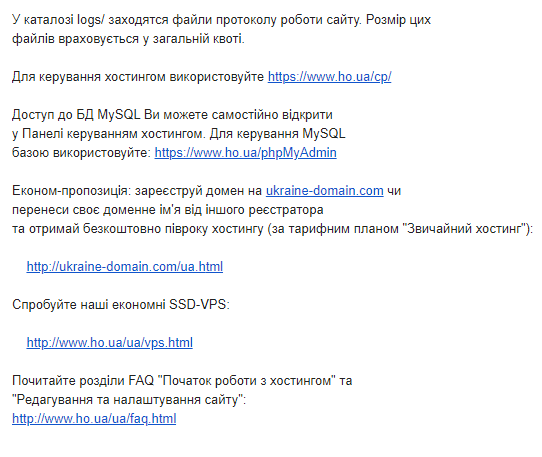 У каталозі logs/ заходятся файли протоколу роботи сайту. Розмір цих
файлів враховується у загальній квоті.
Для керування хостингом використовуйте https://www.ho.ua/cp/
Доступ до БД MySQL Ви можете самостійно відкрити
у Панелі керуванням хостингом. Для керування MySQL
базою використовуйте: https://www.ho.ua/phpMyAdmin
Економ-пропозиція: зареєструй домен на ukraine-domain.com чи
перенеси своє доменне ім'я від іншого реєстратора
та отримай безкоштовно півроку хостингу (за тарифним планом "Звичайний хостинг"):
http://ukraine-domain.com/ua.html
Спробуйте наші економні SSD-VPS:
http://www.ho.ua/ua/vps.html
Почитайте розділи FAQ "Початок роботи з хостингом" та
"Редагування та налаштування сайту":
http://www.ho.ua/ua/faq.html